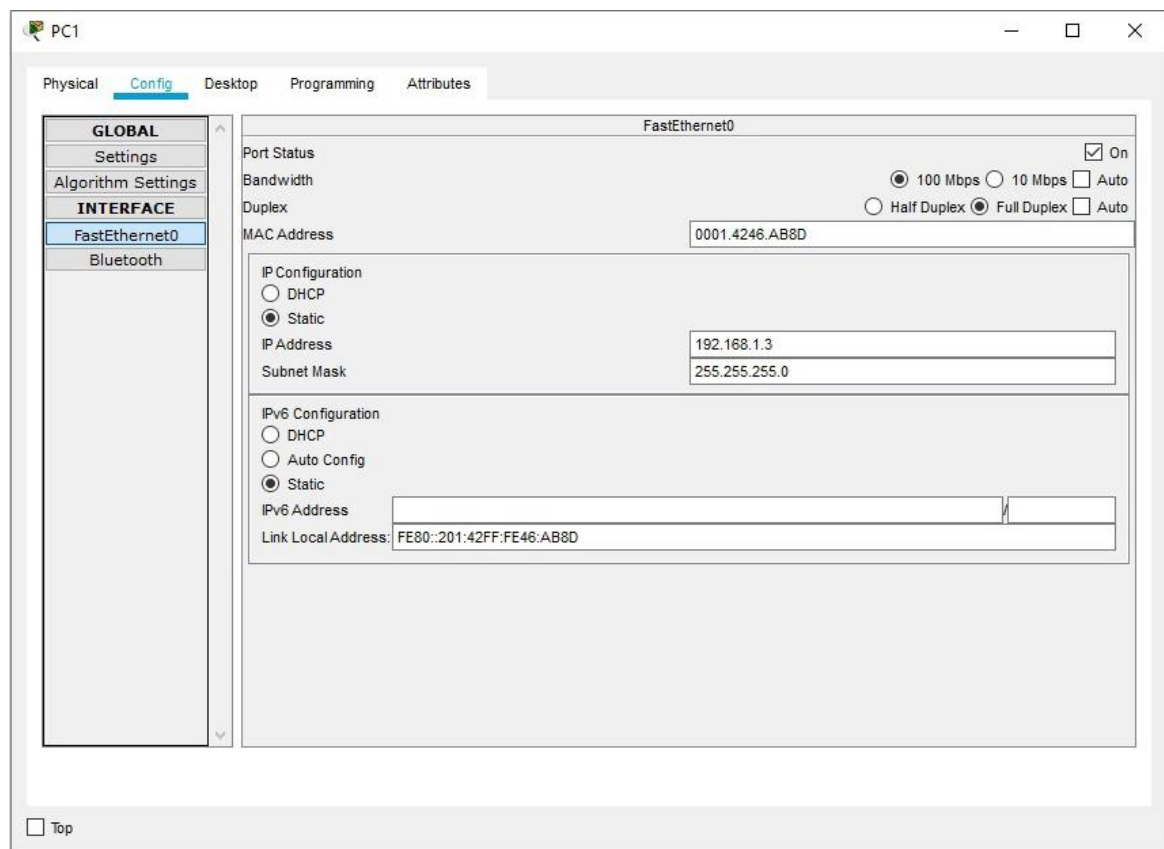 PC1
Physical Config Desktop Programming Attributes
GLOBAL
Settings
Algorithm Settings
INTERFACE
FastEthernet0
Bluetooth
FastEthernet0
Port Status On
Bandwidth 100 Mbps 10 Mbps Auto
Duplex Half Duplex Full Duplex Auto
MAC Address 0001.4246.AB8D
IP Configuration
DHCP
Static
IP Address 192.168.1.3
Subnet Mask 255.255.255.0
IPv6 Configuration
DHCP
Auto Config
Static
IPv6 Address /
Link Local Address: FE80::201:42FF:FE46:AB8D
Top